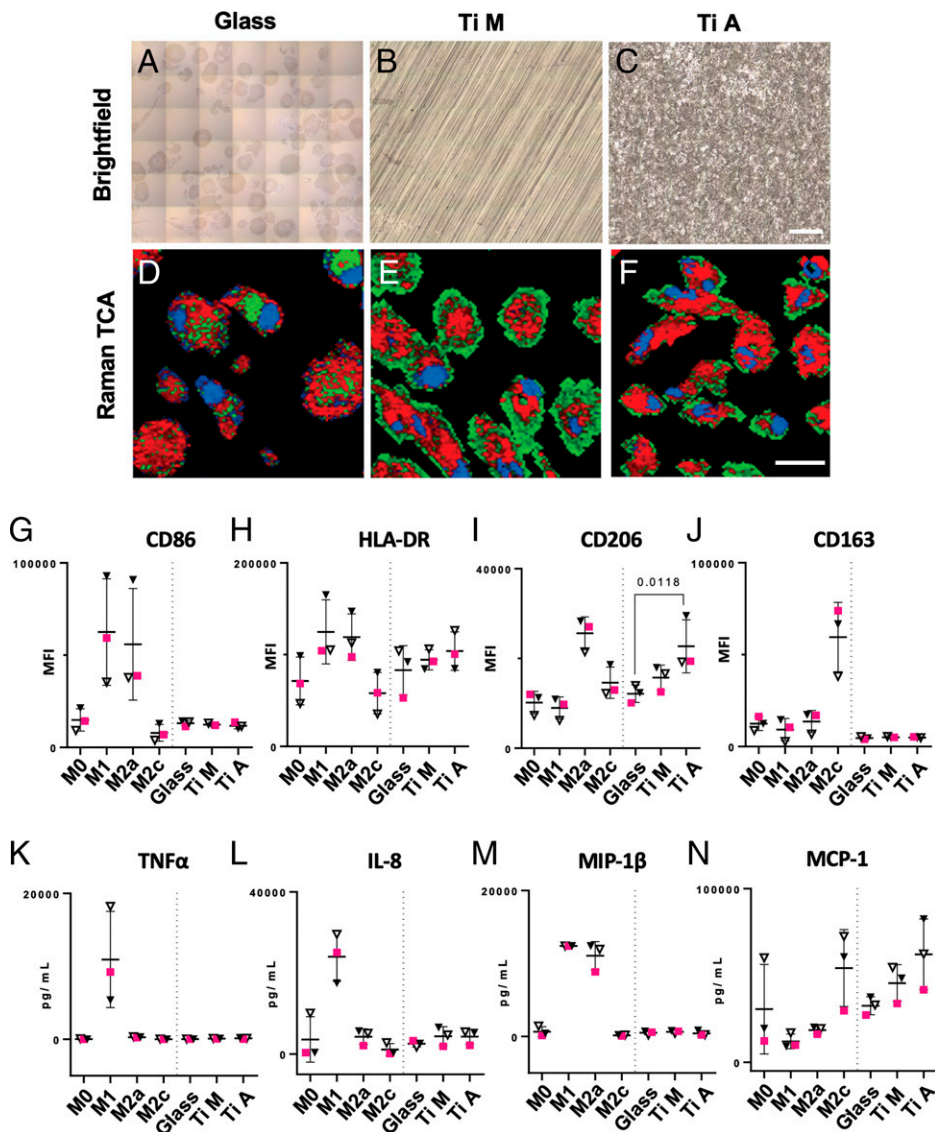 Glass Ti M Ti A
Brightfield
A B C
Raman TCA
D E F
G CD86
H HLA-DR
I CD206
J CD163
100000
MFI
0
M0 M1 M2a M2c Glass Ti M Ti A
200000
MFI
0
M0 M1 M2a M2c Glass Ti M Ti A
40000
MFI
0
0.0118
M0 M1 M2a M2c Glass Ti M Ti A
100000
MFI
0
M0 M1 M2a M2c Glass Ti M Ti A
K TNFα
L IL-8
M MIP-1β
N MCP-1
20000
pg/mL
0
M0 M1 M2a M2c Glass Ti M Ti A
40000
pg/mL
0
M0 M1 M2a M2c Glass Ti M Ti A
20000
pg/mL
0
M0 M1 M2a M2c Glass Ti M Ti A
100000
pg/mL
0
M0 M1 M2a M2c Glass Ti M Ti A